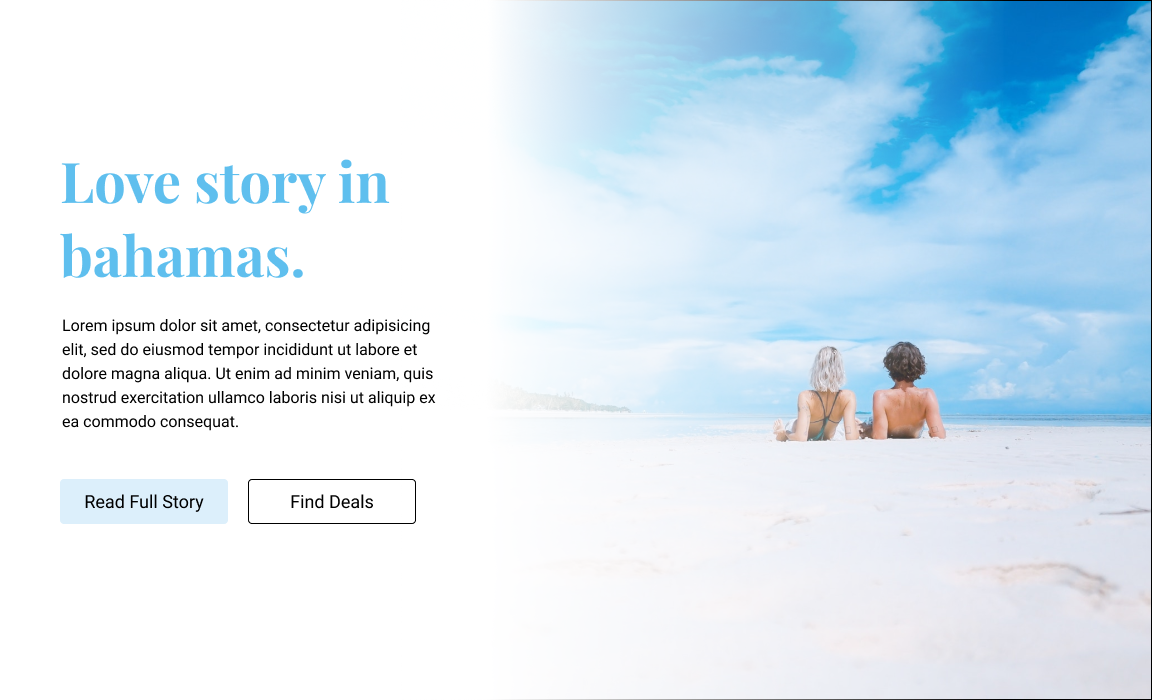 Love story in
bahamas.
Lorem ipsum dolor sit amet, consectetur adipisicing
elit, sed do eiusmod tempor incididunt ut labore et
dolore magna aliqua. Ut enim ad minim veniam, quis
nostrud exercitation ullamco laboris nisi ut aliquip ex
ea commodo consequat.
Read Full Story
Find Deals